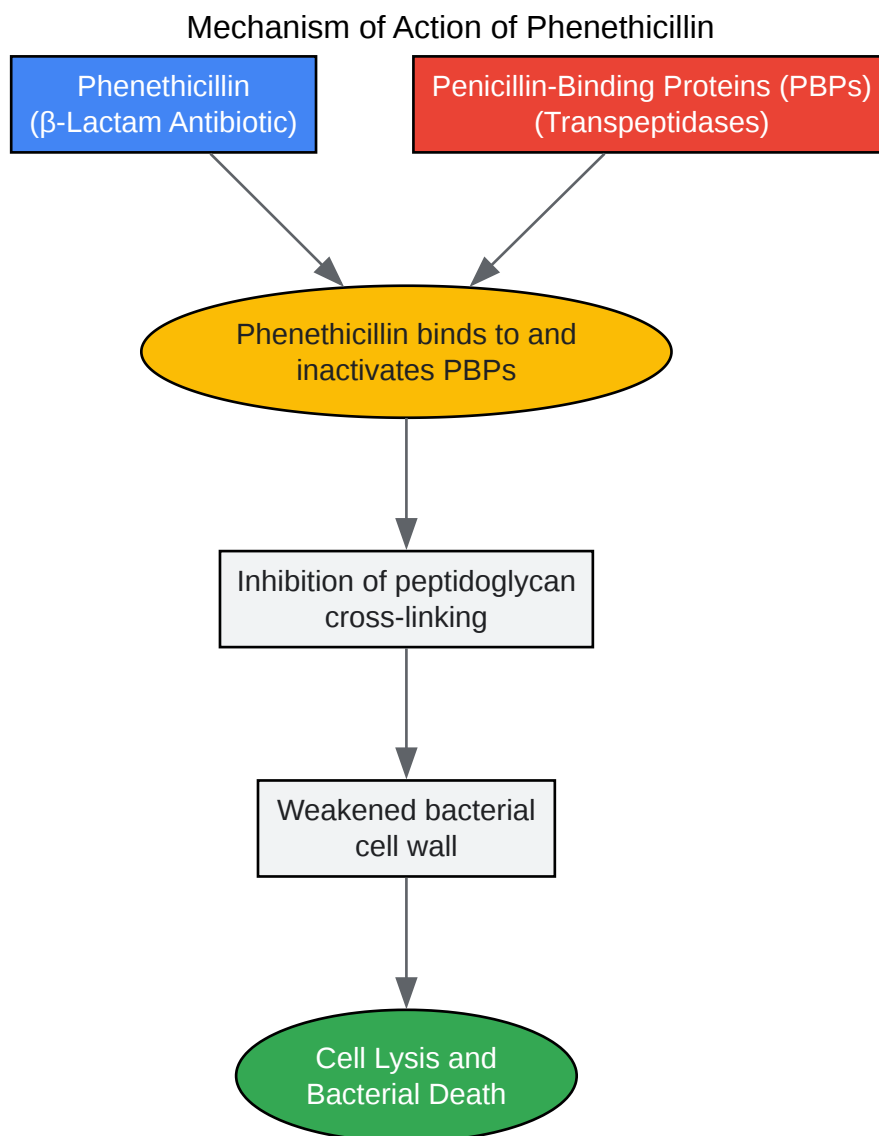 Mechanism of Action of Phenethicillin
Phenethicillin
(β-Lactam Antibiotic)
Penicillin-Binding Proteins (PBPs)
(Transpeptidases)
Phenethicillin binds to and
inactivates PBPs
Inhibition of peptidoglycan
cross-linking
Weakened bacterial
cell wall
Cell Lysis and
Bacterial Death